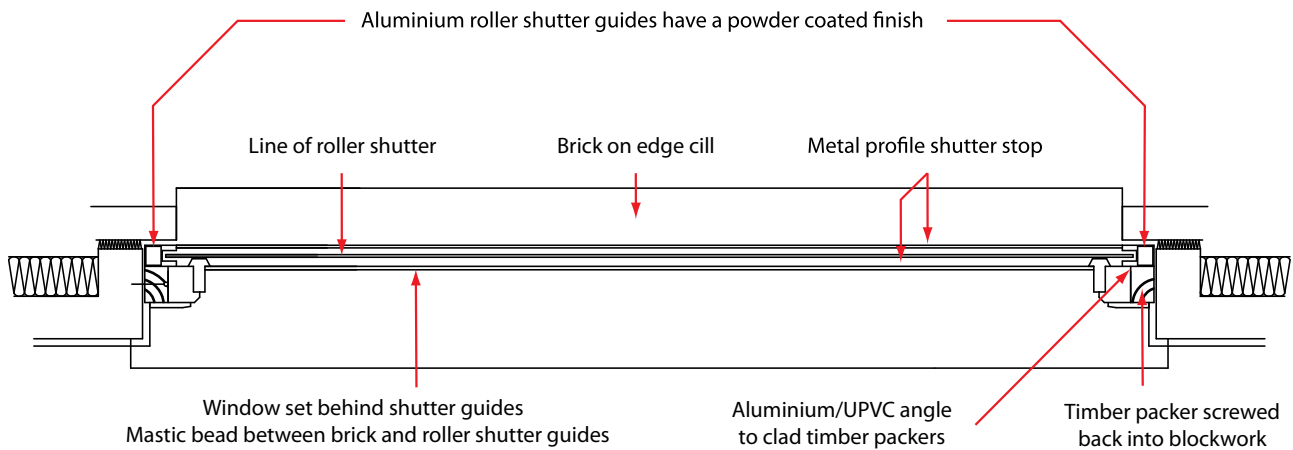 Aluminium roller shutter guides have a powder coated finish
Line of roller shutter
Brick on edge cill
Metal profile shutter stop
Window set behind shutter guides
Mastic bead between brick and roller shutter guides
Aluminium/UPVC angle
to clad timber packers
Timber packer screwed
back into blockwork